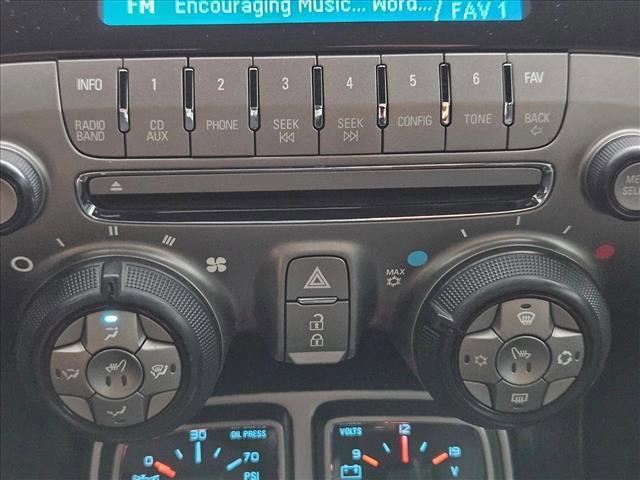 FM Encouraging Music... Word... FAV 1
INFO 1 2 3 4 5 6 FAV
RADIO BAND CD AUX PHONE SEEK SEEK CONFIG TONE BACK
MAX
OIL PRESS
0 30 70
PSI
VOLTS
9 12 19
V